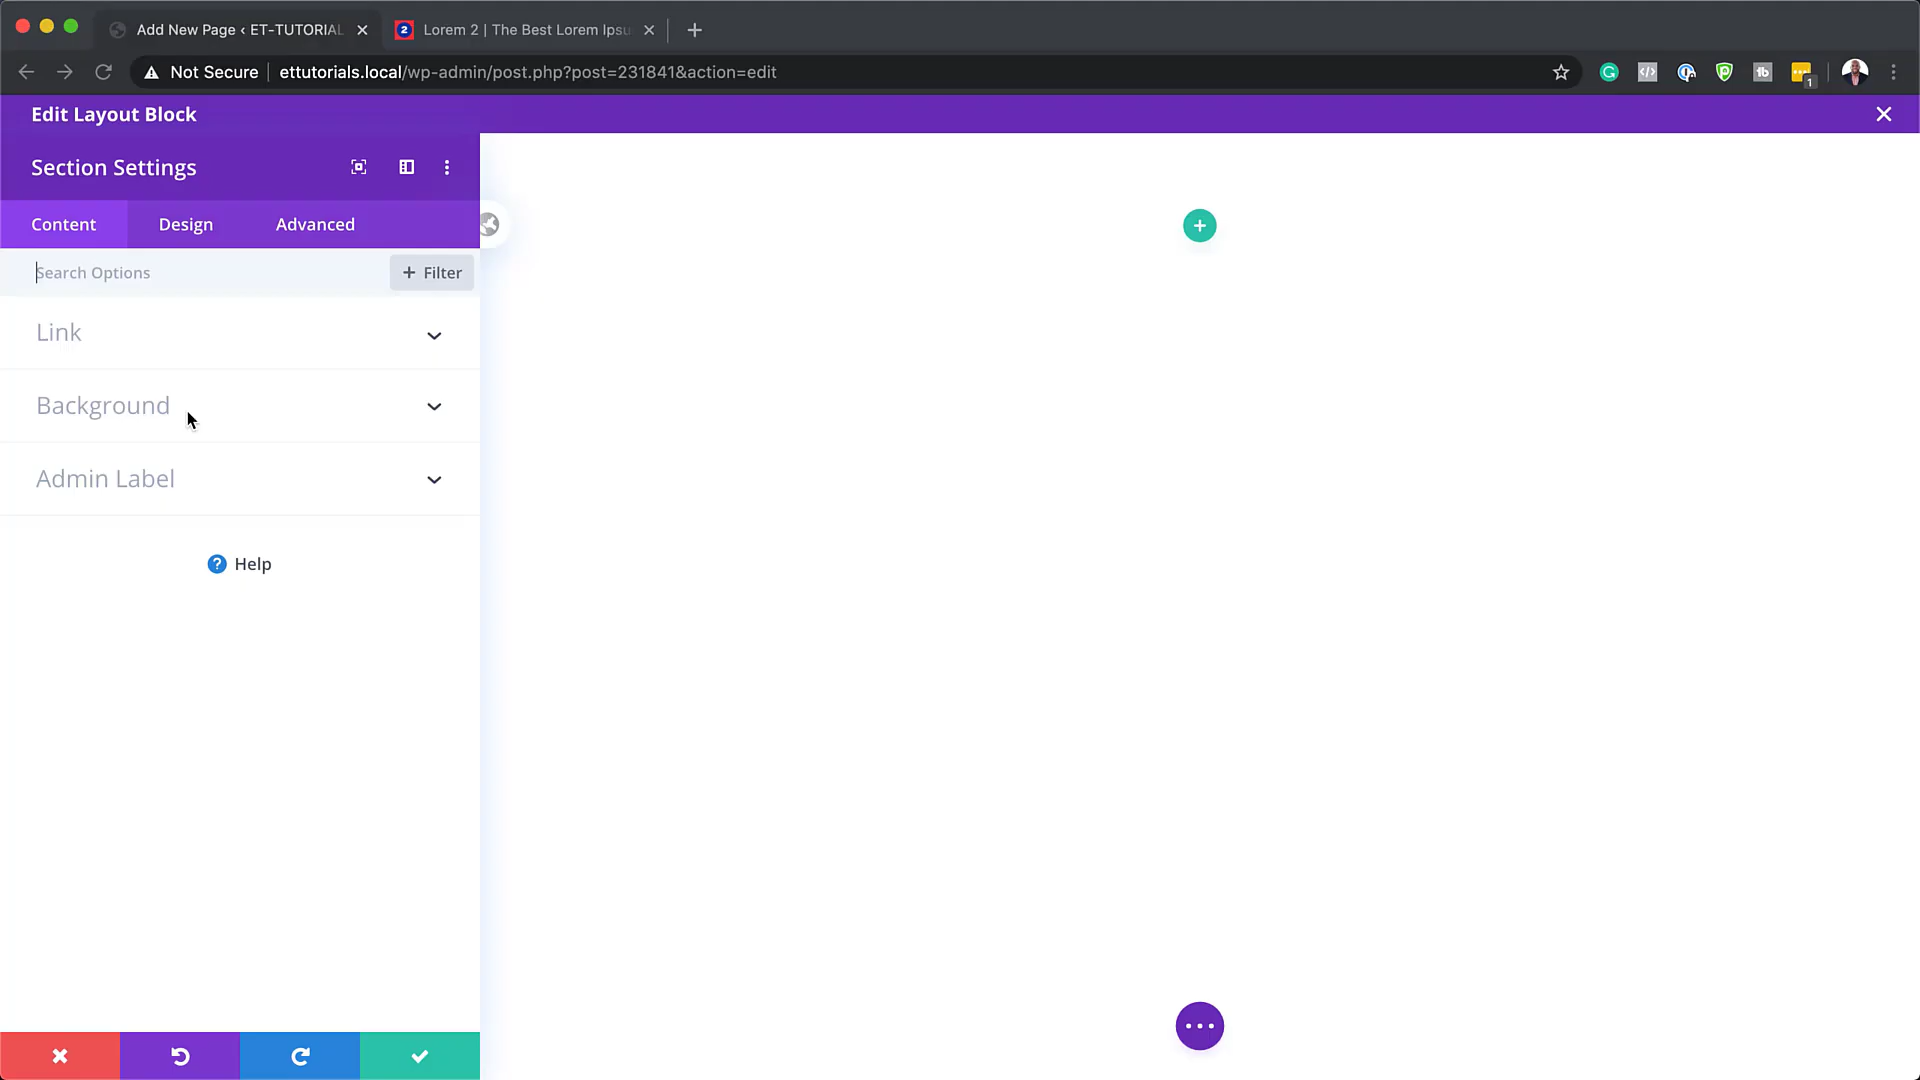 Add New Page ‹ ET-TUTORIAL
2
Lorem 2 | The Best Lorem Ipsu
Not Secure
ettutorials.local/wp-admin/post.php?post=231841&action=edit
1
Edit Layout Block
Section Settings
Content
Design
Advanced
Search Options
+ Filter
Link
Background
Admin Label
? Help